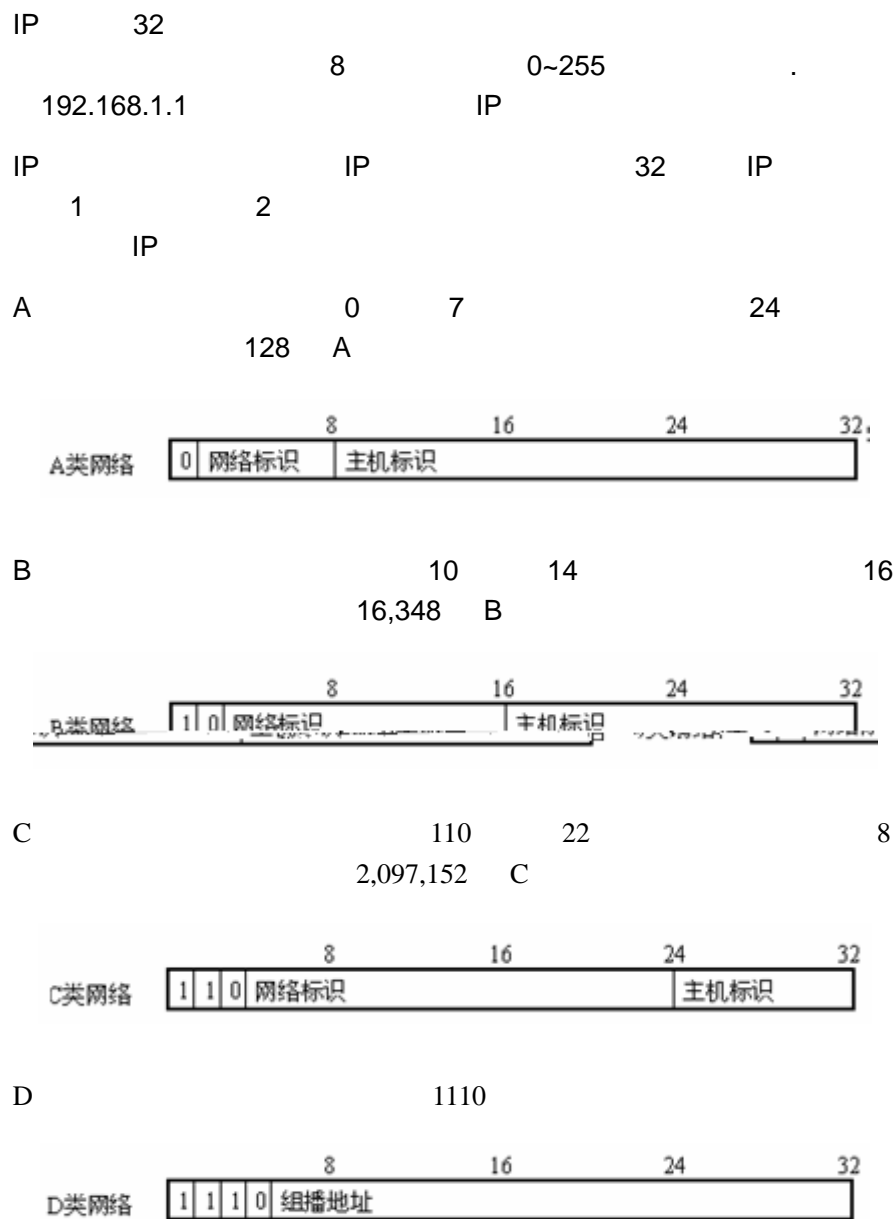 IP 32
8 0~255 .
192.168.1.1 IP
IP IP 32 IP
1 2
IP
A 0 7 24
128 A
8 16 24 32
A类网络 0 网络标识 主机标识
B 10 14 16
16,348 B
8 16 24 32
B类网络 1 0 网络标识 主机标识
C 110 22 8
2,097,152 C
8 16 24 32
C类网络 1 1 0 网络标识 主机标识
D 1110
8 16 24 32
D类网络 1 1 1 0 组播地址